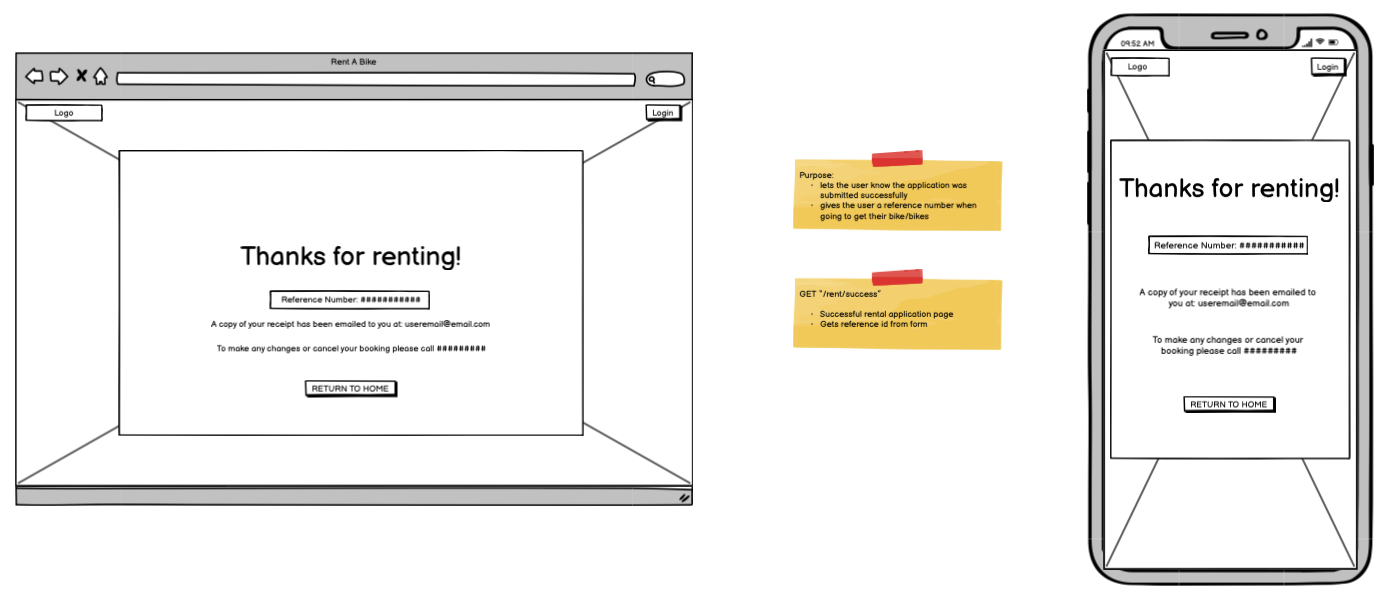 Rent A Bike
Logo
Login
Thanks for renting!
Reference Number: ###########
A copy of your receipt has been emailed to you at: useremail@email.com
To make any changes or cancel your booking please call #########
RETURN TO HOME
Purpose:
· lets the user know the application was
submitted successfully
· gives the user a reference number when
going to get their bike/bikes
GET "/rent/success"
· Successful rental application page
· Gets reference id from form
09:52 AM
Logo
Login
Thanks for renting!
Reference Number: ###########
A copy of your receipt has been emailed to
you at: useremail@email.com
To make any changes or cancel your
booking please call #########
RETURN TO HOME